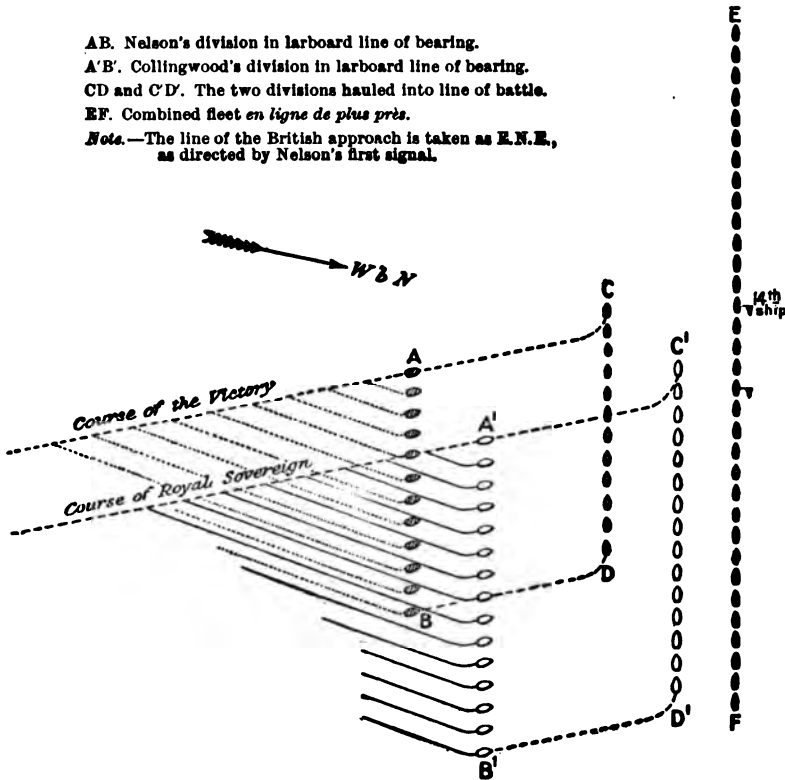 E
AB. Nelson's division in larboard line of bearing.
A'B'. Collingwood's division in larboard line of bearing.
CD and C'D'. The two divisions hauled into line of battle.
EF. Combined fleet en ligne de plus près.
Note.—The line of the British approach is taken as E.N.E.,
as directed by Nelson's first signal.
W b N
C
14th
ship
A
C'
Course of the Victory
A'
Course of Royal Sovereign
D
B
D'
F
B'